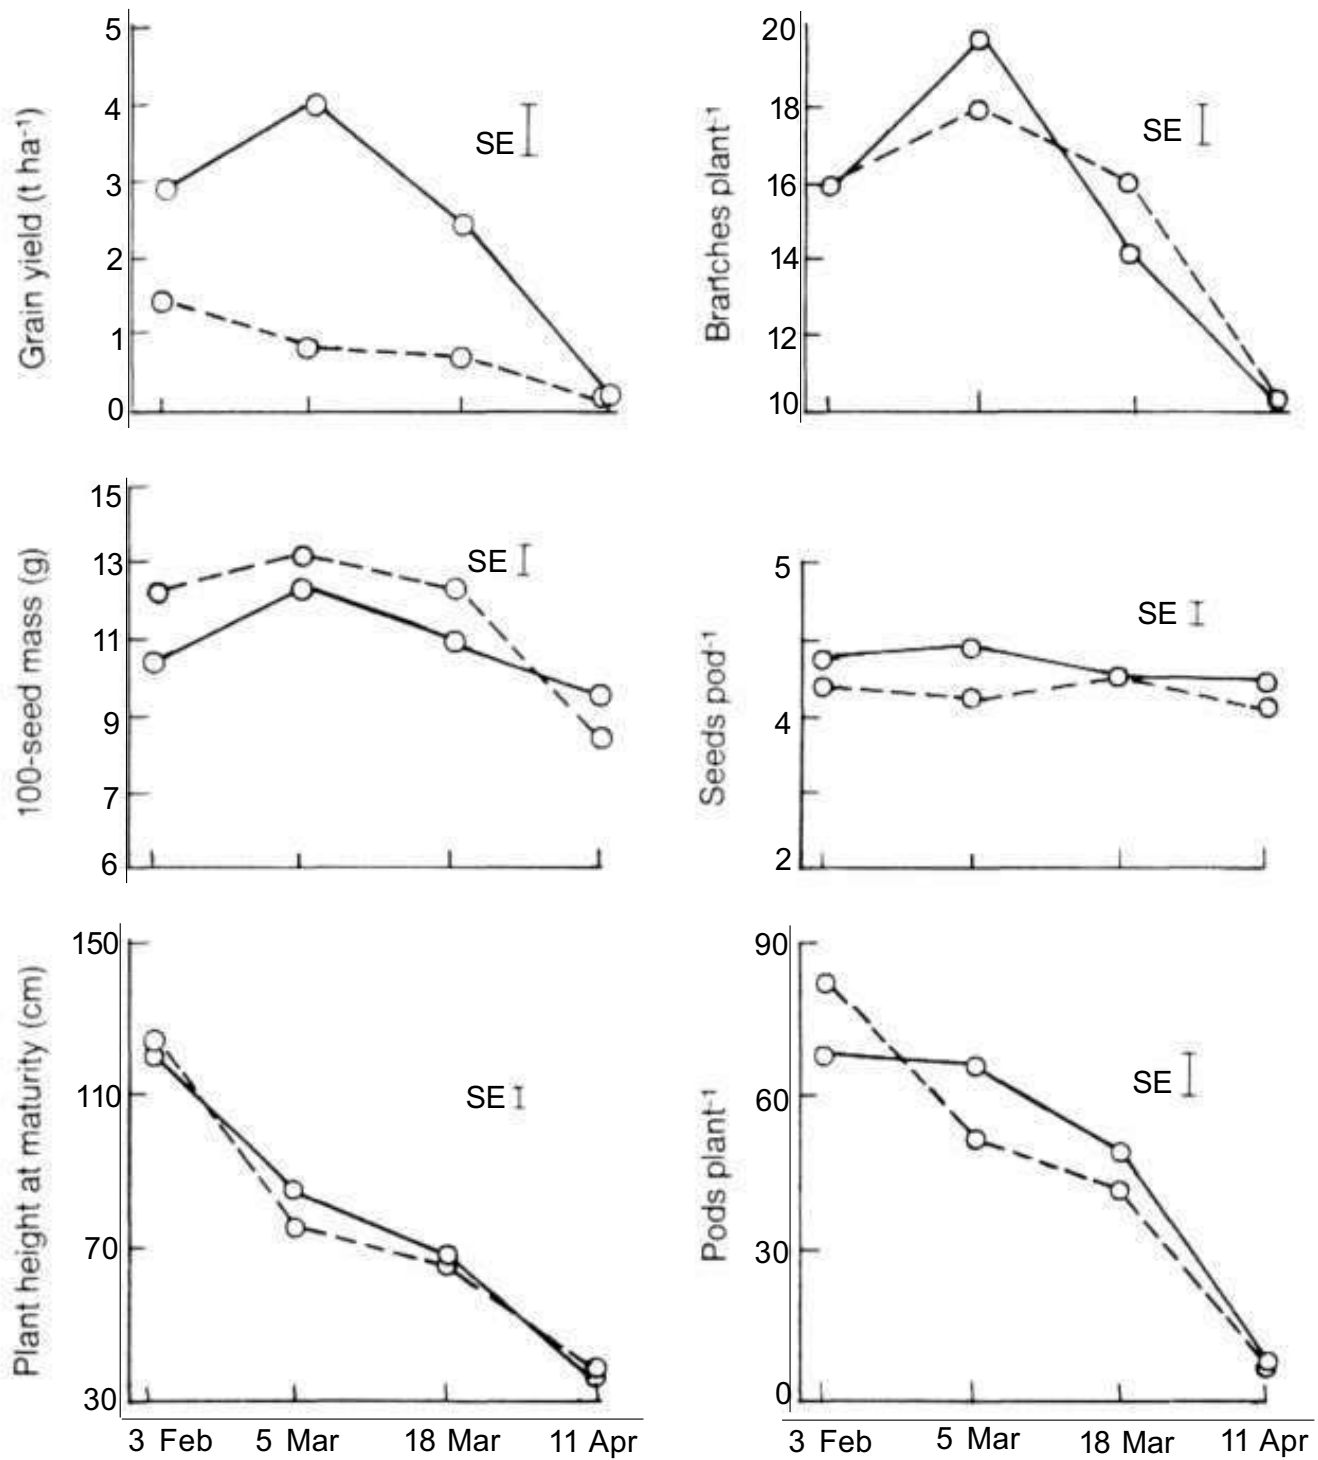 Grain yield (t ha⁻¹)
5
4
3
2
1
0
SE
Branches plant⁻¹
20
18
16
14
12
10
SE
100-seed mass (g)
15
13
11
9
7
6
SE
Seeds pod⁻¹
5
4
2
SE
Plant height at maturity (cm)
150
110
70
30
SE
3 Feb 5 Mar 18 Mar 11 Apr
Pods plant⁻¹
90
60
30
0
SE
3 Feb 5 Mar 18 Mar 11 Apr